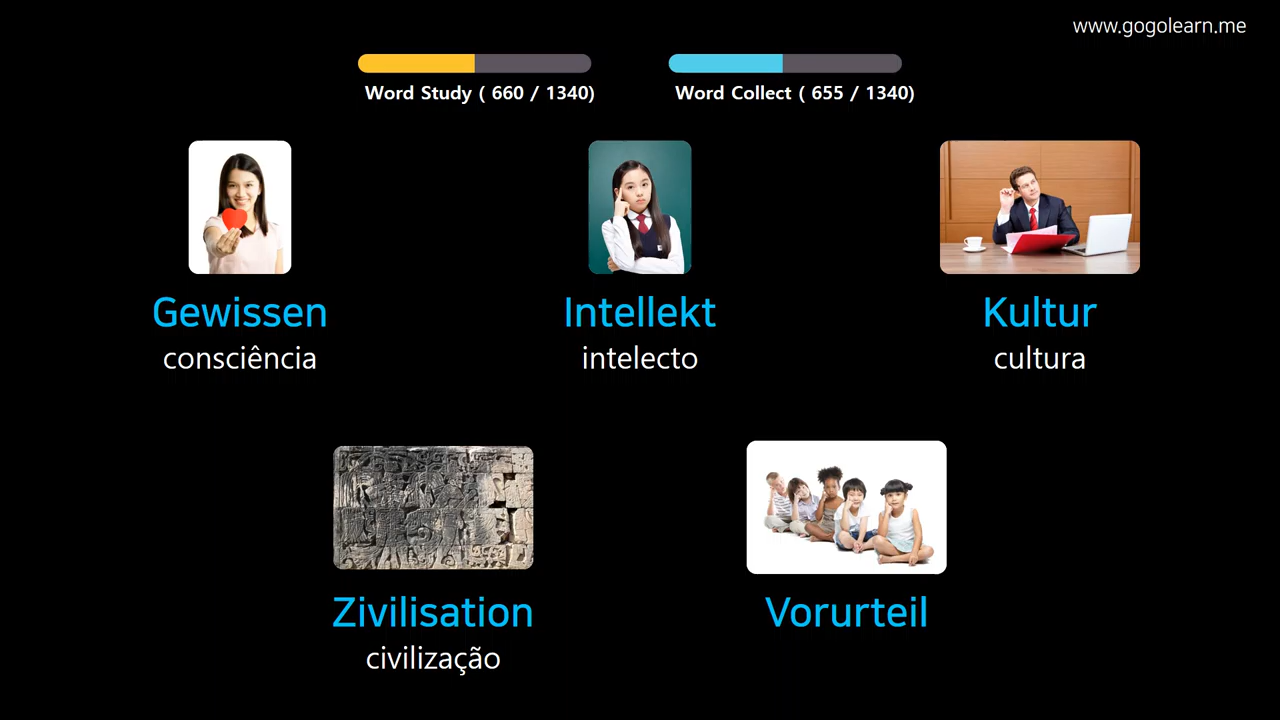 www.gogolearn.me
Word Study ( 660 / 1340)
Word Collect ( 655 / 1340)
Gewissen
consciência
Intellekt
intelecto
Kultur
cultura
Zivilisation
civilização
Vorurteil